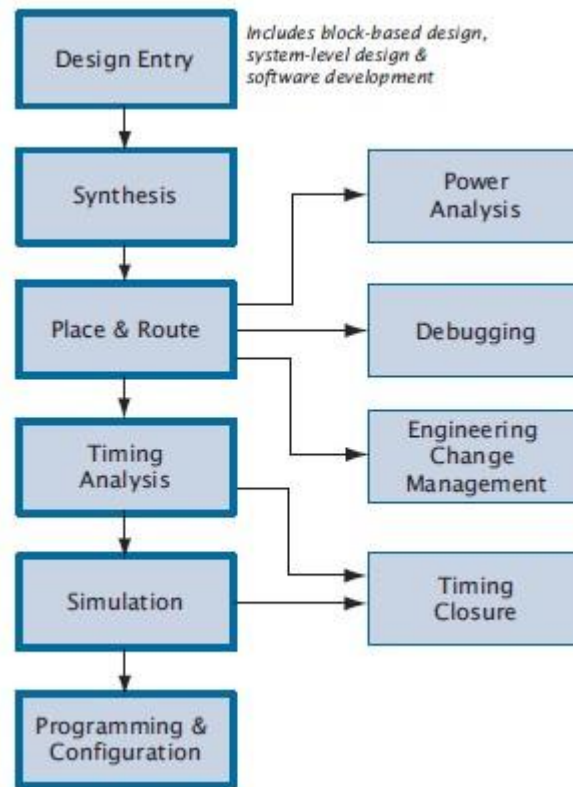 Design Entry
Includes block-based design,
system-level design &
software development
Synthesis
Power
Analysis
Place & Route
Debugging
Timing
Analysis
Engineering
Change
Management
Simulation
Timing
Closure
Programming &
Configuration